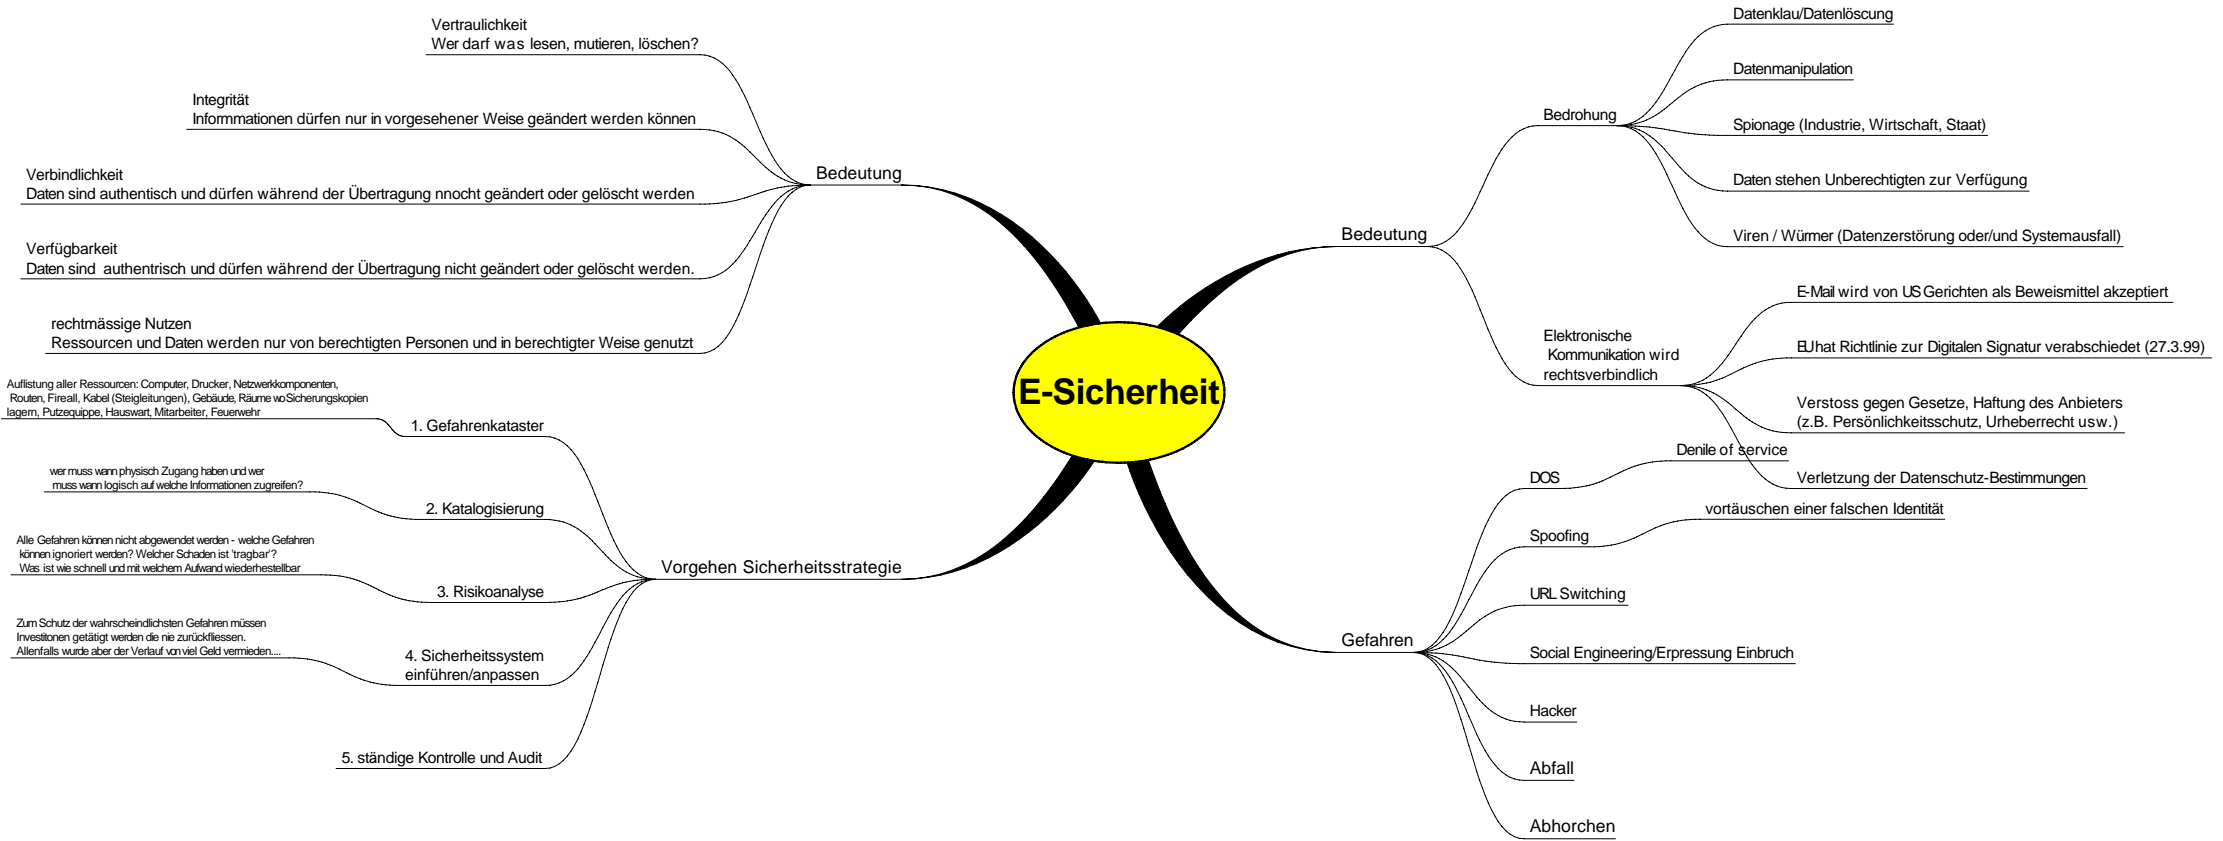 E-Sicherheit
Bedeutung
Vertraulichkeit
Wer darf was lesen, mutieren, löschen?
Integrität
Informmationen dürfen nur in vorgesehener Weise geändert werden können
Verbindlichkeit
Daten sind authentisch und dürfen während der Übertragung nnocht geändert oder gelöscht werden
Verfügbarkeit
Daten sind authentrisch und dürfen während der Übertragung nicht geändert oder gelöscht werden.
rechtmässige Nutzen
Ressourcen und Daten werden nur von berechtigten Personen und in berechtigter Weise genutzt
Vorgehen Sicherheitsstrategie
1. Gefahrenkataster
Auflistung aller Ressourcen: Computer, Drucker, Netzwerkkomponenten,
Routen, Fireall, Kabel (Steigleitungen), Gebäude, Räume wo Sicherungskopien
lagern, Putzequippe, Hauswart, Mitarbeiter, Feuerwehr
2. Katalogisierung
wer muss wann physisch Zugang haben und wer
muss wann logisch auf welche Informationen zugreifen?
3. Risikoanalyse
Alle Gefahren können nicht abgewendet werden - welche Gefahren
können ignoriert werden? Welcher Schaden ist 'tragbar'?
Was ist wie schnell und mit welchem Aufwand wiederhestellbar
4. Sicherheitssystem
einführen/anpassen
Zum Schutz der wahrscheindlichsten Gefahren müssen
Investitonen getätigt werden die nie zurückfliessen.
Allenfalls wurde aber der Verlauf von viel Geld vermieden....
5. ständige Kontrolle und Audit
Bedeutung
Bedrohung
Datenklau/Datenlöscung
Datenmanipulation
Spionage (Industrie, Wirtschaft, Staat)
Daten stehen Unberechtigten zur Verfügung
Viren / Würmer (Datenzerstörung oder/und Systemausfall)
Elektronische
Kommunikation wird
rechtsverbindlich
E-Mail wird von US Gerichten als Beweismittel akzeptiert
EU hat Richtlinie zur Digitalen Signatur verabschiedet (27.3.99)
Verstoss gegen Gesetze, Haftung des Anbieters
(z.B. Persönlichkeitsschutz, Urheberrecht usw.)
Verletzung der Datenschutz-Bestimmungen
Gefahren
DOS
Denile of service
Spoofing
vortäuschen einer falschen Identität
URL Switching
Social Engineering/Erpressung Einbruch
Hacker
Abfall
Abhorchen